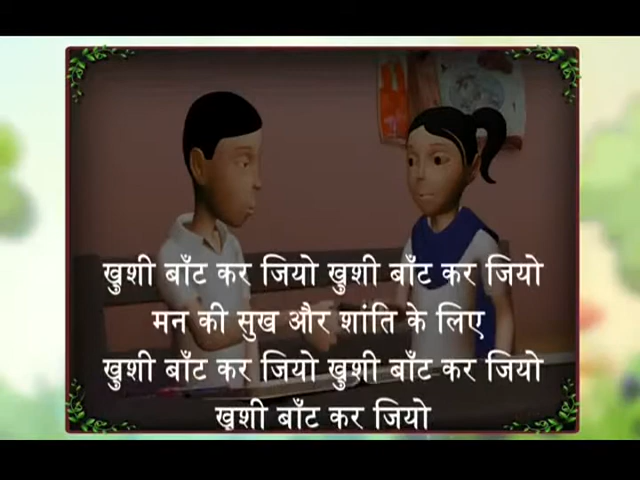 खुशी बाँट कर जियो खुशी बाँट कर जियो
मन की सुख और शांति के लिए
खुशी बाँट कर जियो खुशी बाँट कर जियो
खुशी बाँट कर जियो